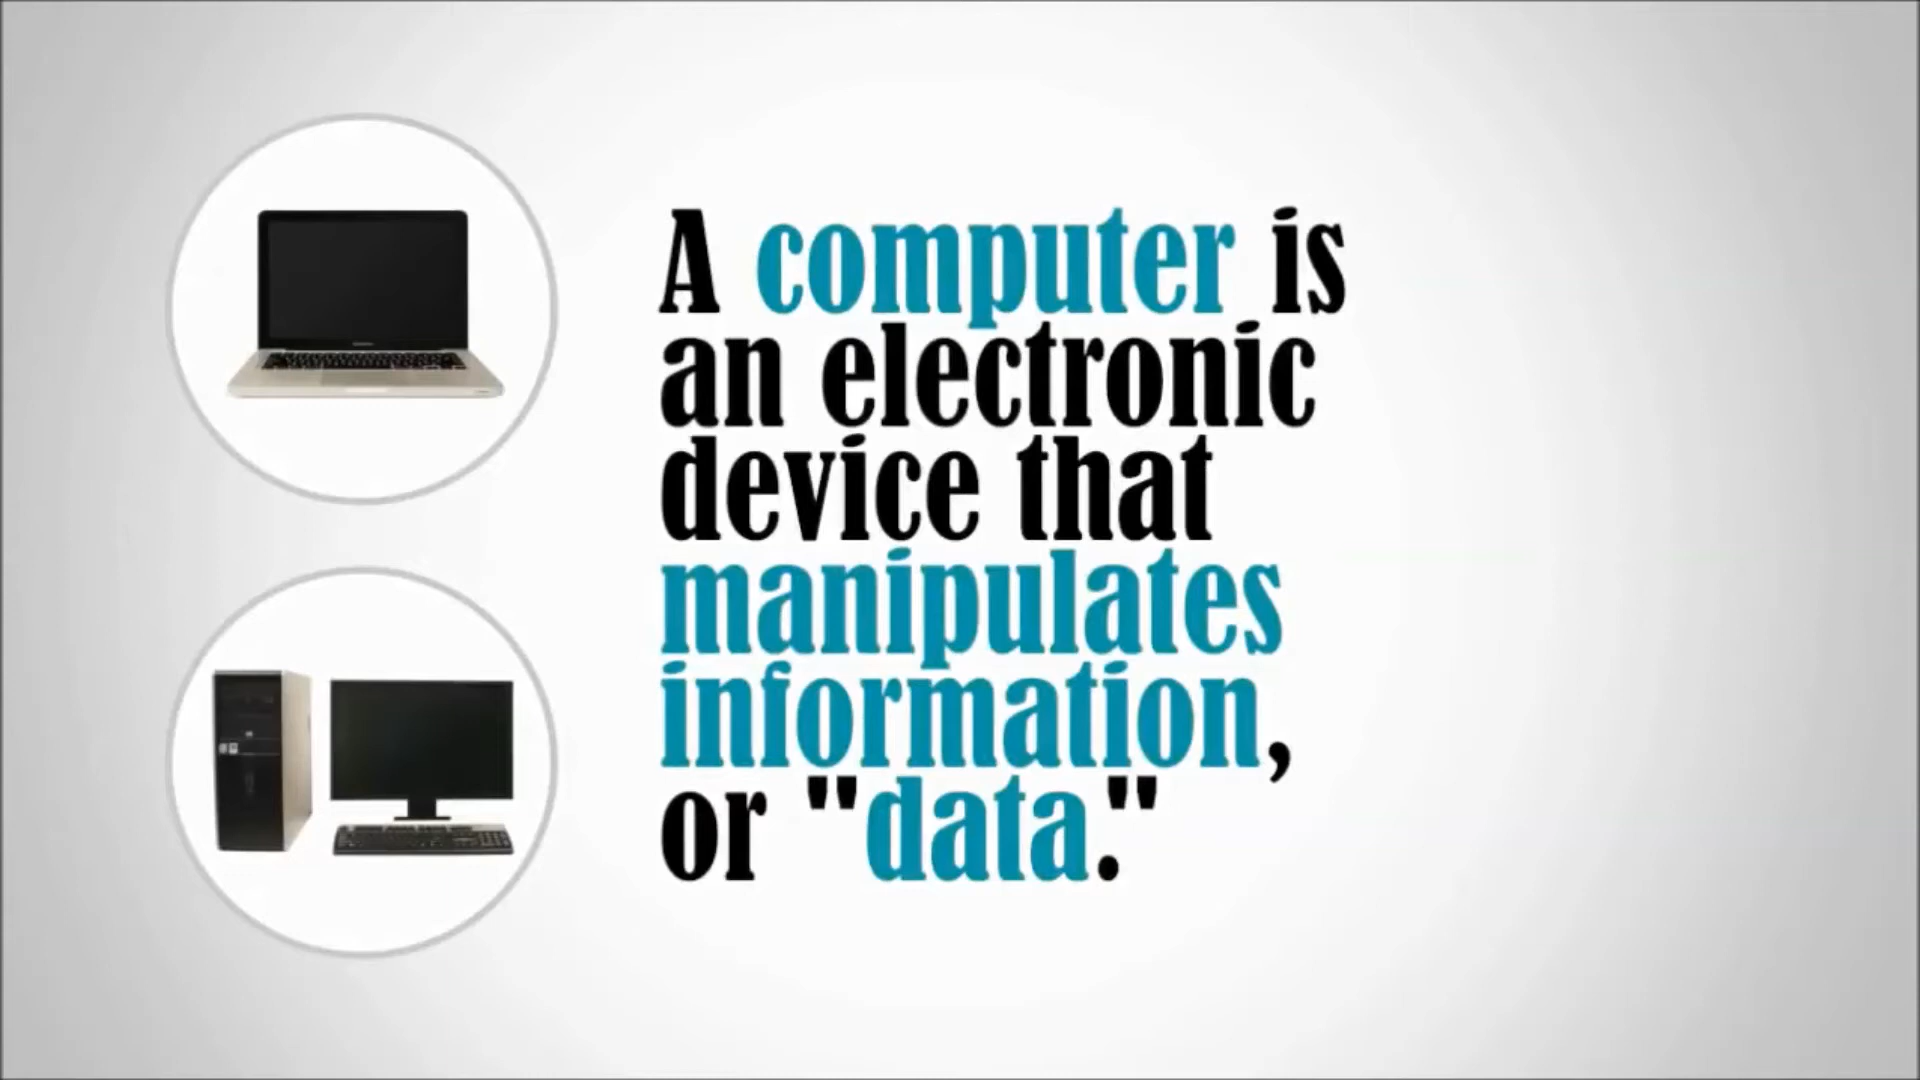 A computer is
an electronic
device that
manipulates
information,
or "data."